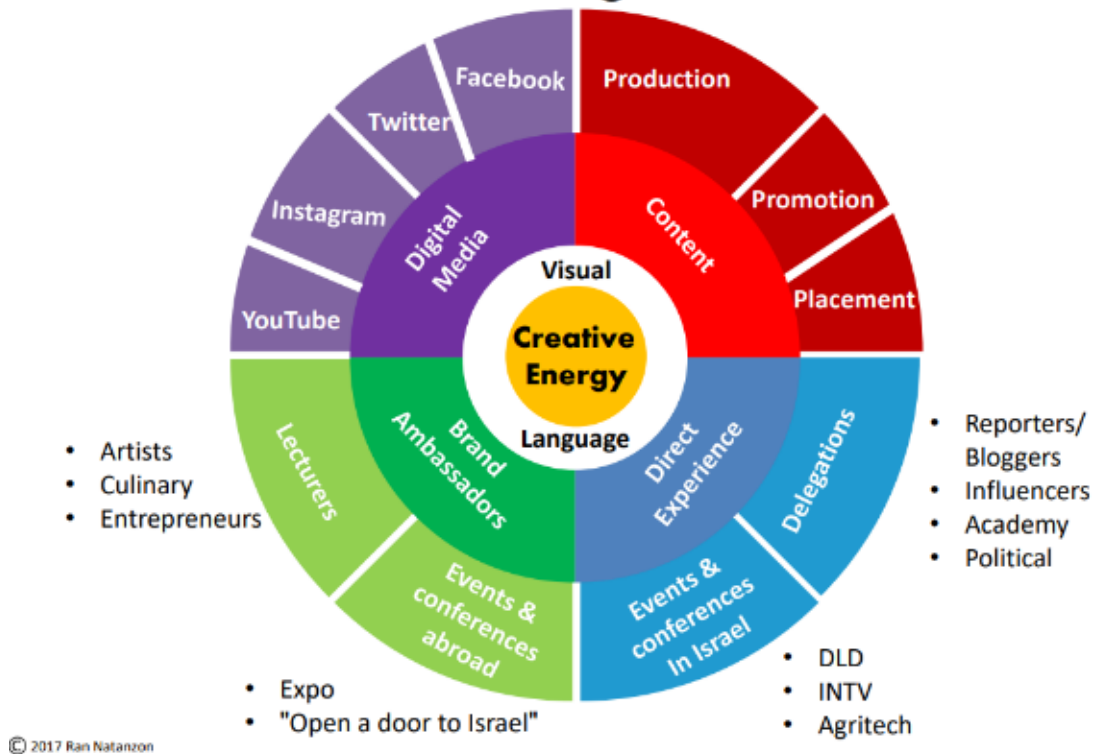 Facebook
Production
Twitter
Promotion
Instagram
Placement
YouTube
Digital
Media
Content
Visual
Creative
Energy
Language
Brand
Ambassadors
Direct
Experience
Lecturers
Delegations
Events &
conferences
abroad
Events &
conferences
In Israel
• Artists
• Culinary
• Entrepreneurs
• Reporters/
Bloggers
• Influencers
• Academy
• Political
• Expo
• "Open a door to Israel"
• DLD
• INTV
• Agritech
© 2017 Ran Natanzon